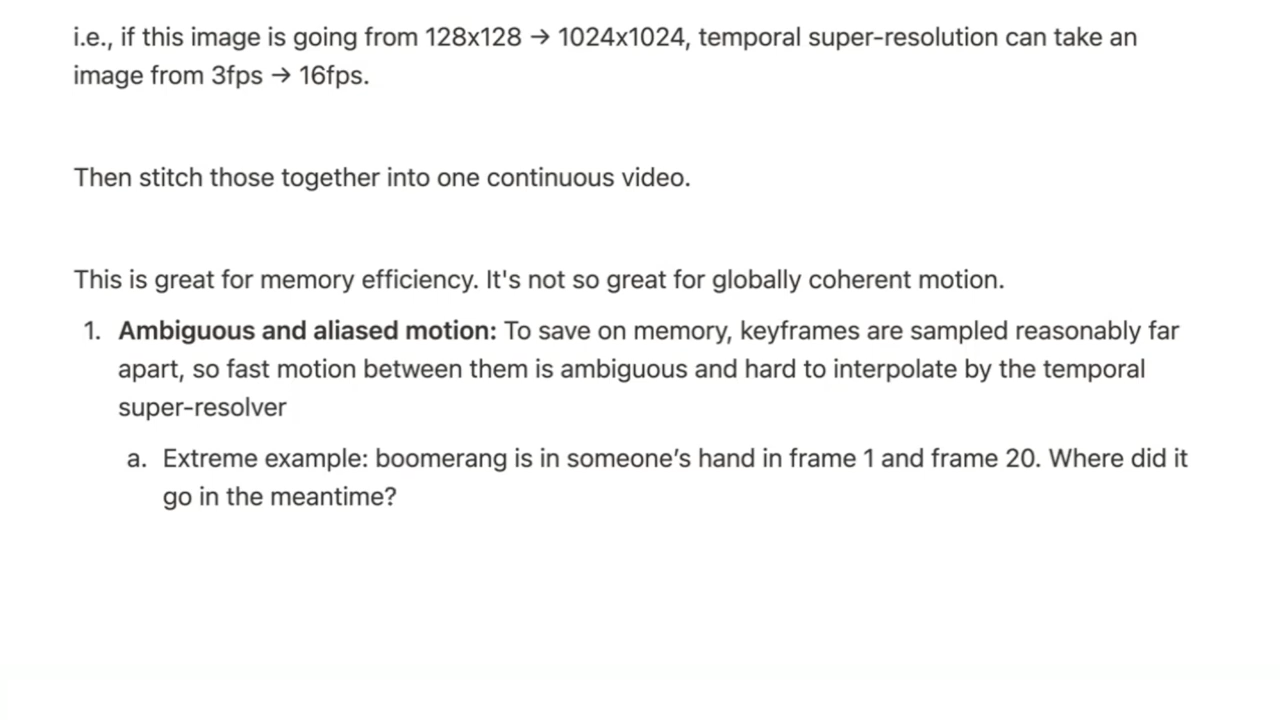 i.e., if this image is going from 128x128 → 1024x1024, temporal super-resolution can take an
image from 3fps → 16fps.
Then stitch those together into one continuous video.
This is great for memory efficiency. It's not so great for globally coherent motion.
1. Ambiguous and aliased motion: To save on memory, keyframes are sampled reasonably far
apart, so fast motion between them is ambiguous and hard to interpolate by the temporal
super-resolver
a. Extreme example: boomerang is in someone’s hand in frame 1 and frame 20. Where did it
go in the meantime?